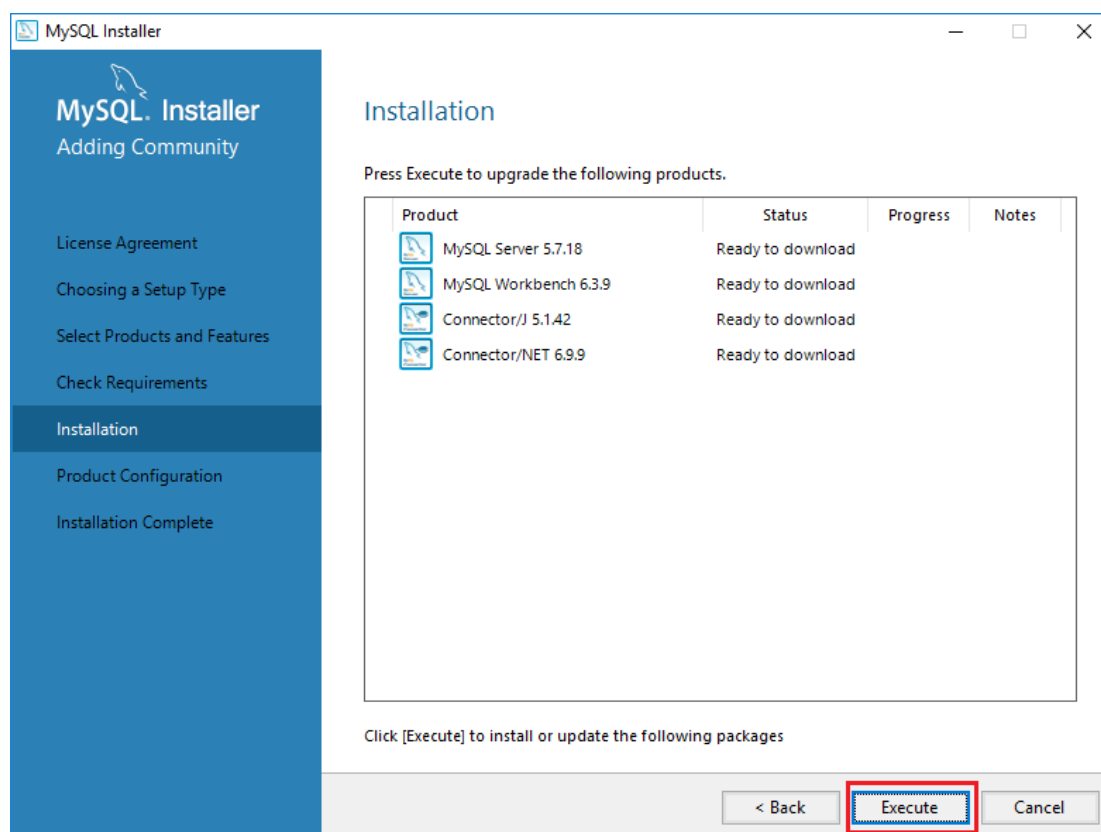 MySQL Installer
MySQL. Installer
Adding Community
License Agreement
Choosing a Setup Type
Select Products and Features
Check Requirements
Installation
Product Configuration
Installation Complete
Installation
Press Execute to upgrade the following products.
Product Status Progress Notes
MySQL Server 5.7.18 Ready to download
MySQL Workbench 6.3.9 Ready to download
Connector/J 5.1.42 Ready to download
Connector/NET 6.9.9 Ready to download
Click [Execute] to install or update the following packages
< Back Execute Cancel